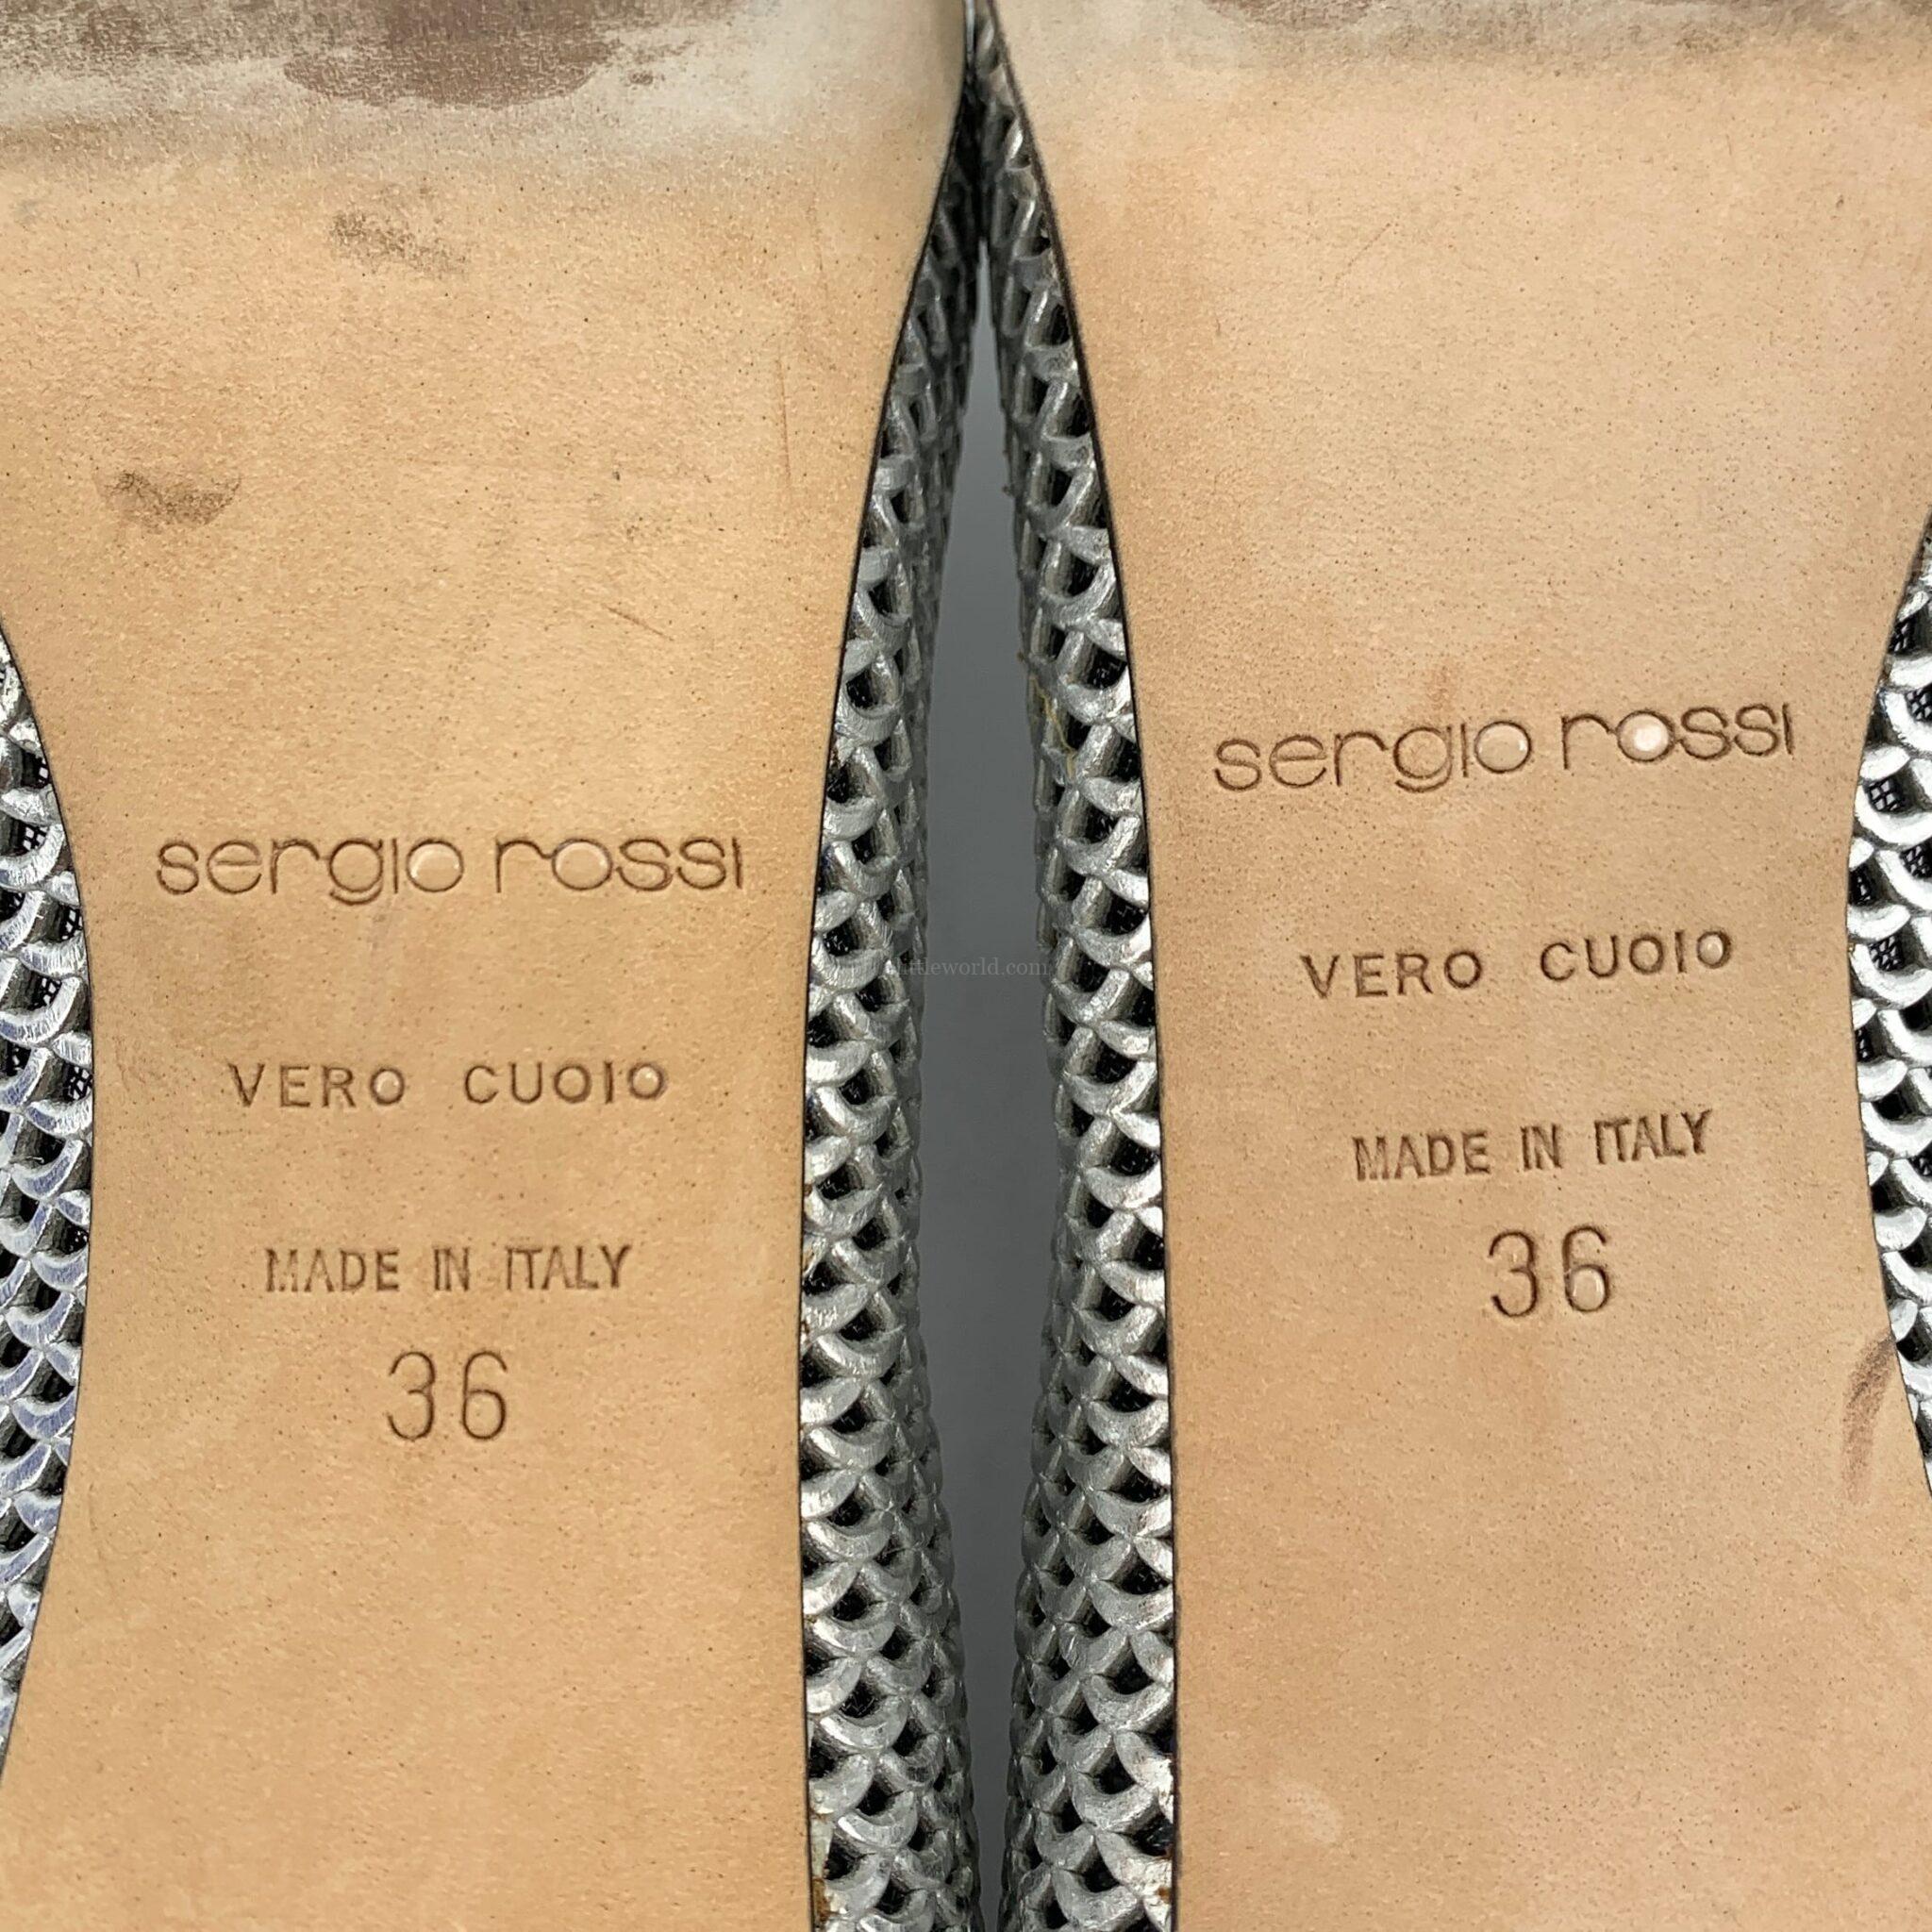 sergio rossi
VERO CUOIO
MADE IN ITALY
36
sergio rossi
VERO CUOIO
MADE IN ITALY
36